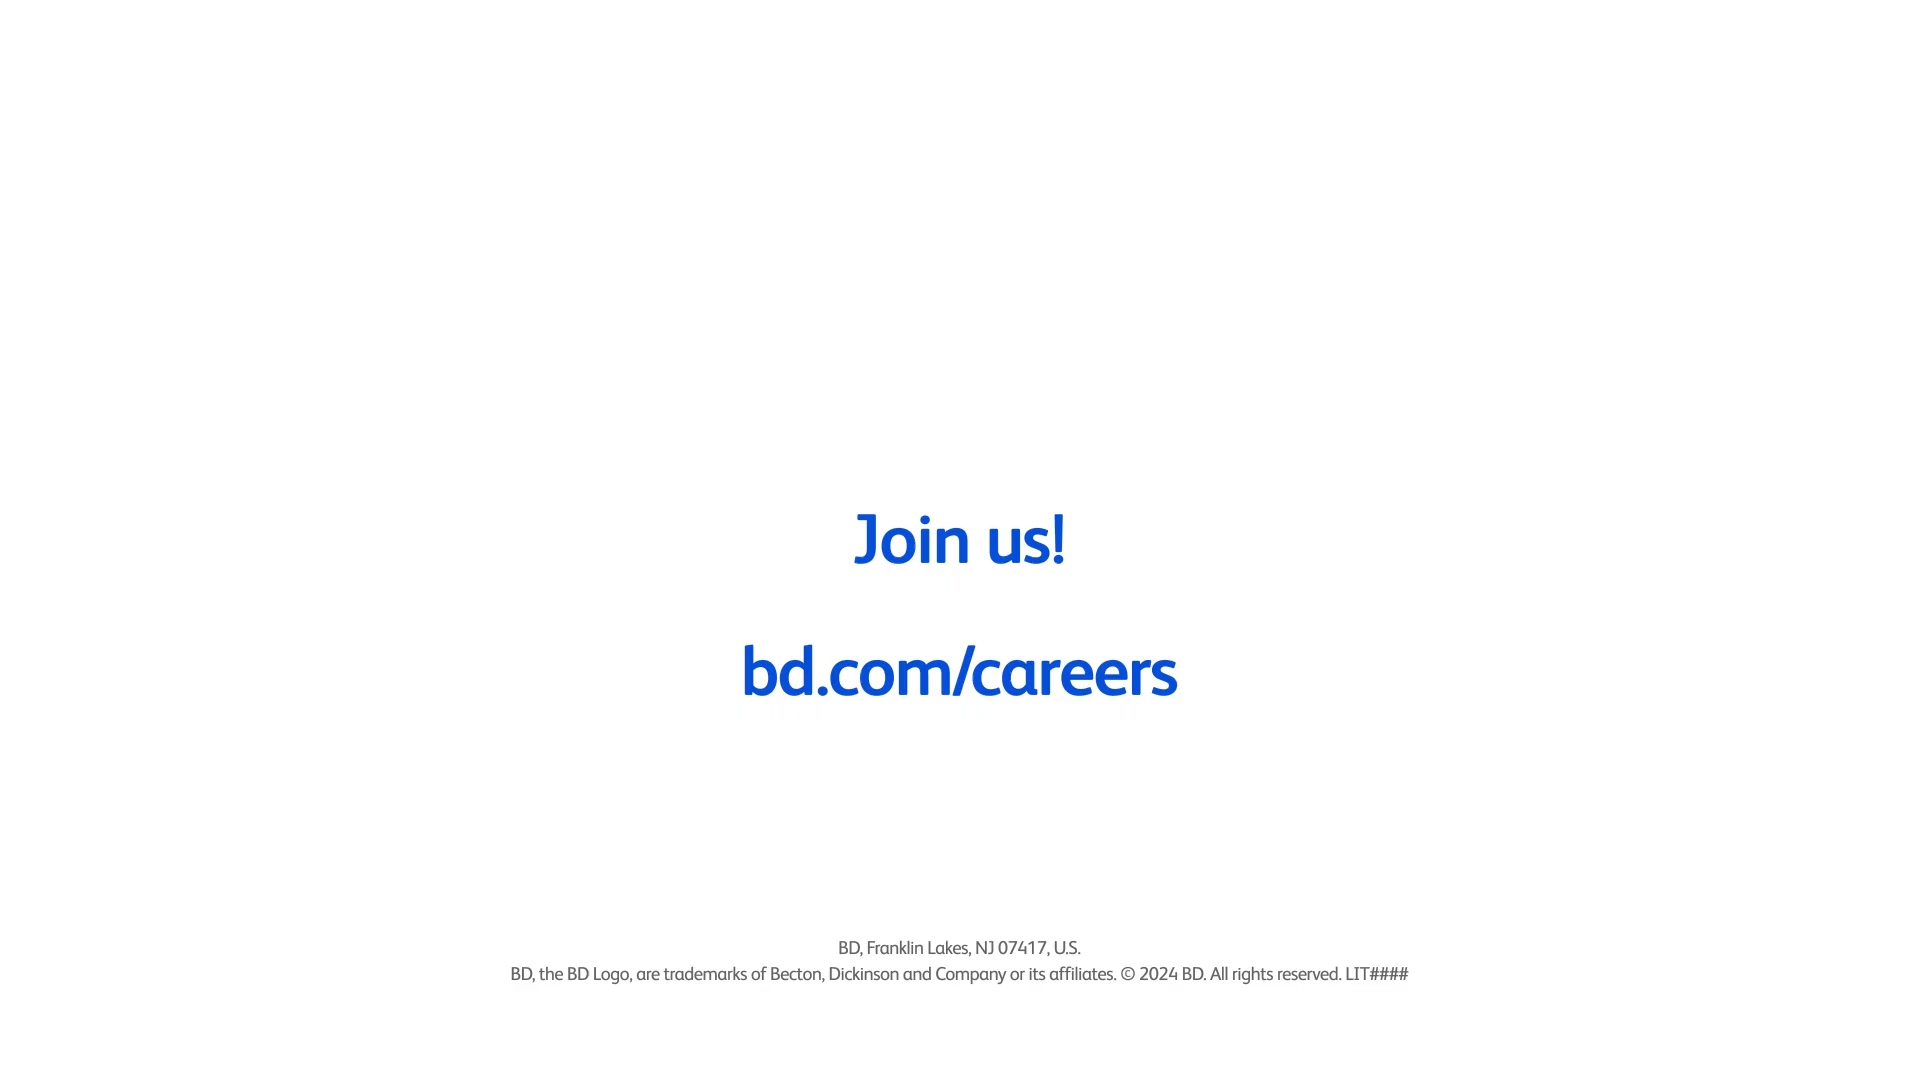 Join us!
bd.com/careers
BD, Franklin Lakes, NJ 07417, U.S.
BD, the BD Logo, are trademarks of Becton, Dickinson and Company or its affiliates. © 2024 BD. All rights reserved. LIT####